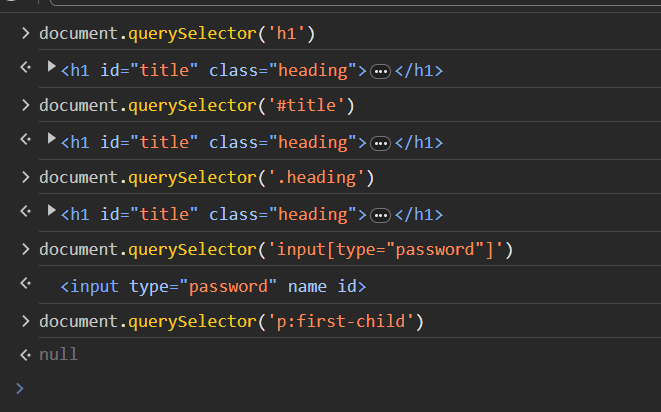 > document.querySelector('h1')
<h1 id="title" class="heading">…</h1>
> document.querySelector('#title')
<h1 id="title" class="heading">…</h1>
> document.querySelector('.heading')
<h1 id="title" class="heading">…</h1>
> document.querySelector('input[type="password"]')
<input type="password" name id>
> document.querySelector('p:first-child')
null
>